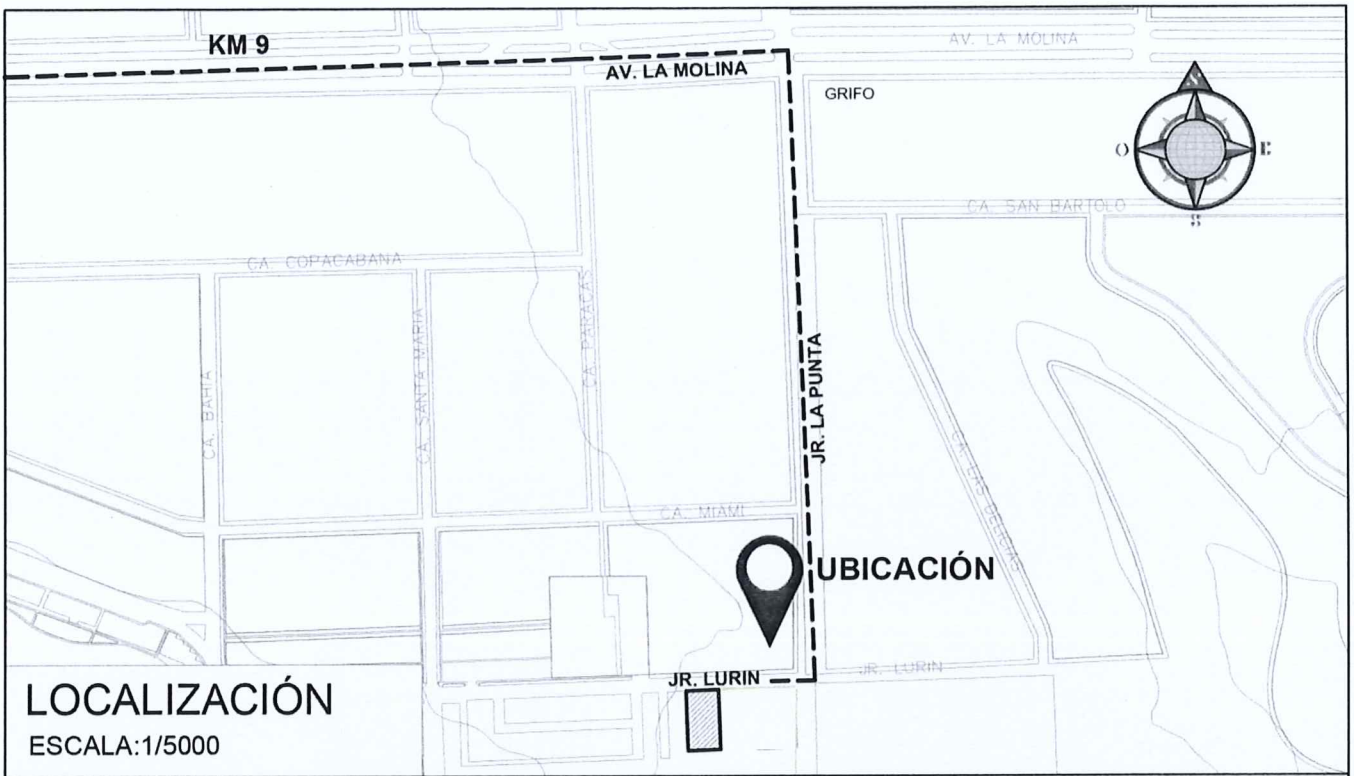 KM 9
AV. LA MOLINA
AV. LA MOLINA
GRIFO
O
E
S
CA. SAN BARTOLO
CA. COPACABANA
CA. BAHIA
CA. SANTA MARIA
CA. PARACAS
JR. LA PUNTA
CA. LAS DELICIAS
CA. MIAMI
UBICACIÓN
JR. LURIN
JR. LURIN
LOCALIZACIÓN
ESCALA:1/5000